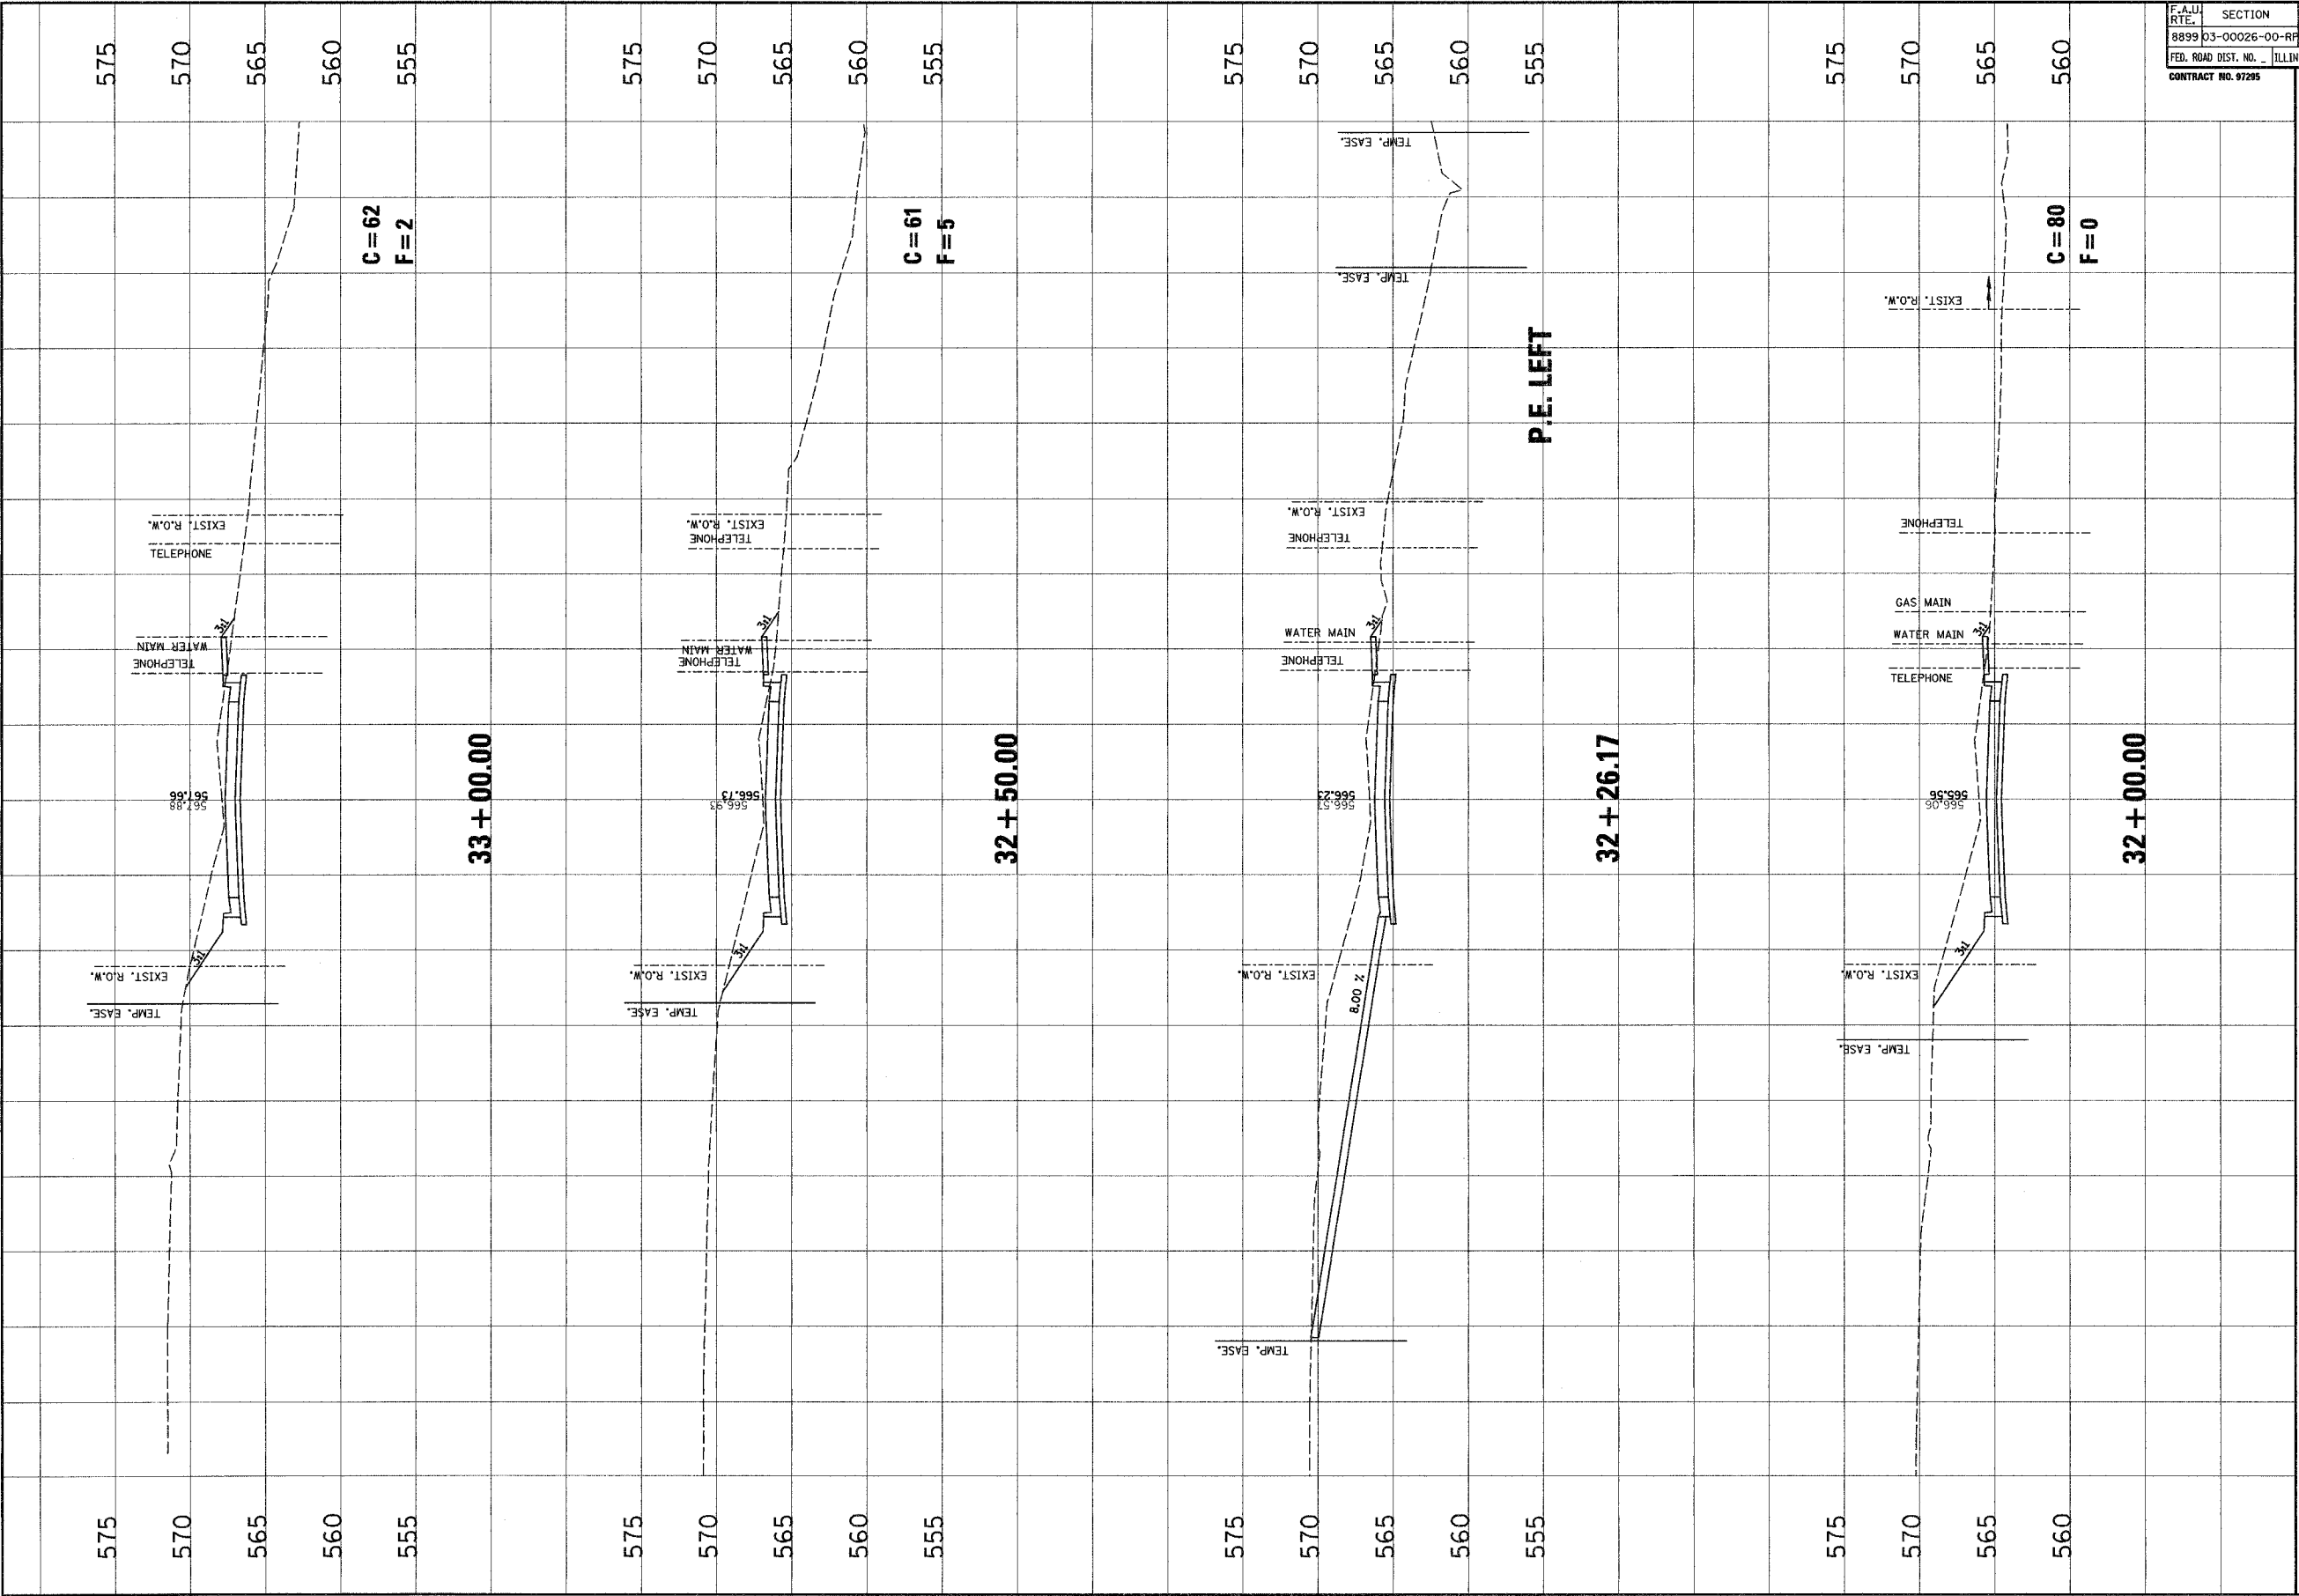 F.A.U. RTE. SECTION
8899 03-00026-00-RP
FED. ROAD DIST. NO. _ ILLIN
CONTRACT NO. 97295
575 570 565 560 555
C=62
F=2
EXIST. R.O.W.
TELEPHONE
3:1
WATER MAIN
TELEPHONE
567.66
567.88
33+00.00
3:1
EXIST. R.O.W.
TEMP. EASE.
575 570 565 560 555
575 570 565 560 555
C=61
F=5
EXIST. R.O.W.
TELEPHONE
3:1
WATER MAIN
TELEPHONE
566.73
566.93
32+50.00
3:1
EXIST. R.O.W.
TEMP. EASE.
575 570 565 560 555
575 570 565 560 555
TEMP. EASE.
TEMP. EASE.
P.E. LEFT
EXIST. R.O.W.
TELEPHONE
3:1
WATER MAIN
TELEPHONE
566.23
32+26.17
EXIST. R.O.W.
8.00 %
TEMP. EASE.
575 570 565 560 555
575 570 565 560
C=80
F=0
EXIST. R.O.W.
TELEPHONE
GAS MAIN
3:1
WATER MAIN
TELEPHONE
565.56
566.06
32+00.00
3:1
EXIST. R.O.W.
TEMP. EASE.
575 570 565 560